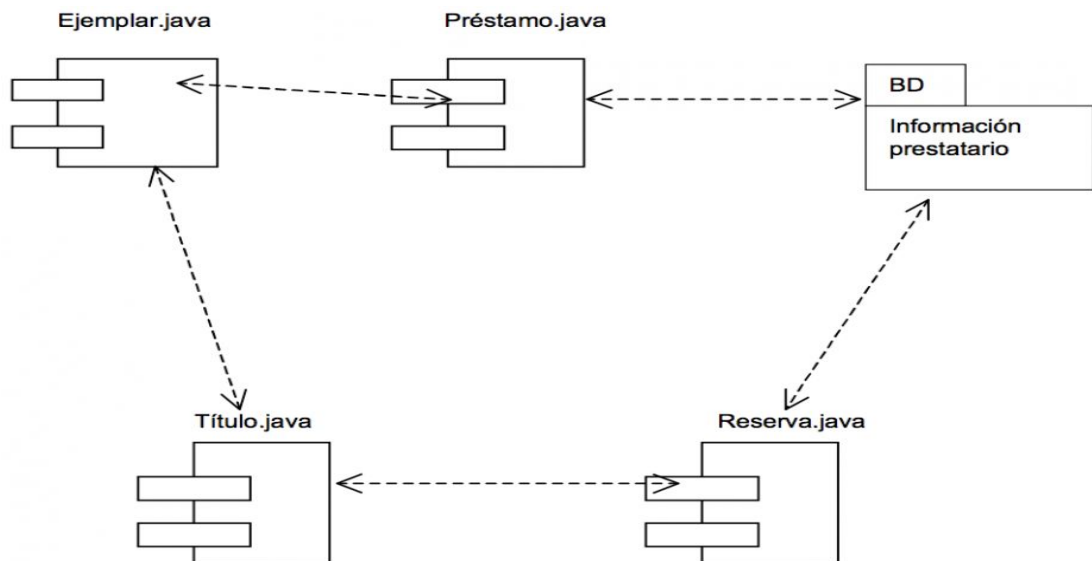 Ejemplar.java
Préstamo.java
BD
Información
prestatario
Título.java
Reserva.java